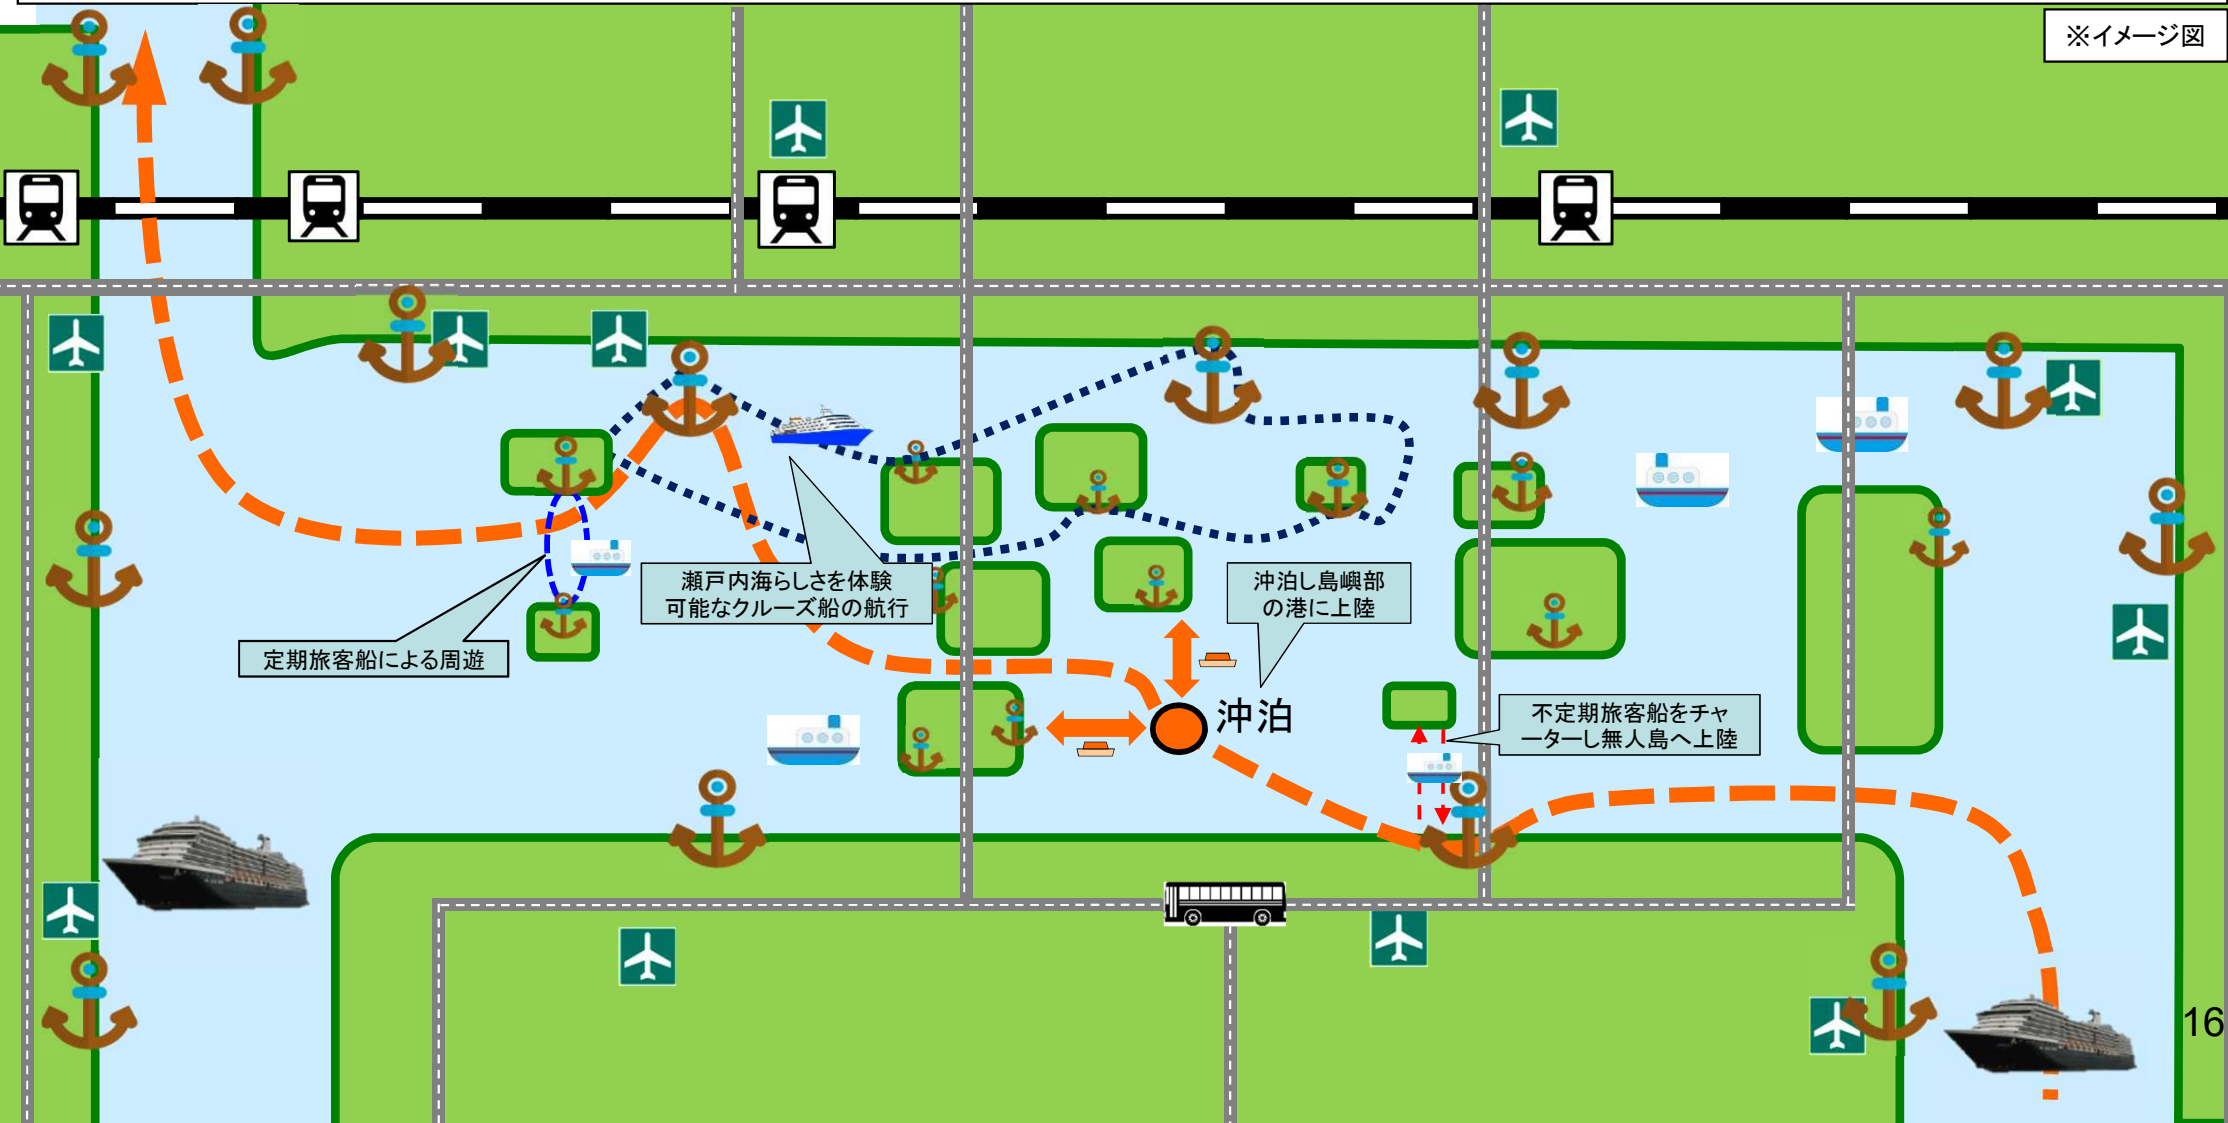 ※イメージ図
瀬戸内海らしさを体験
可能なクルーズ船の航行
沖泊し島嶼部
の港に上陸
定期旅客船による周遊
沖泊
不定期旅客船をチャ
ーターし無人島へ上陸
16